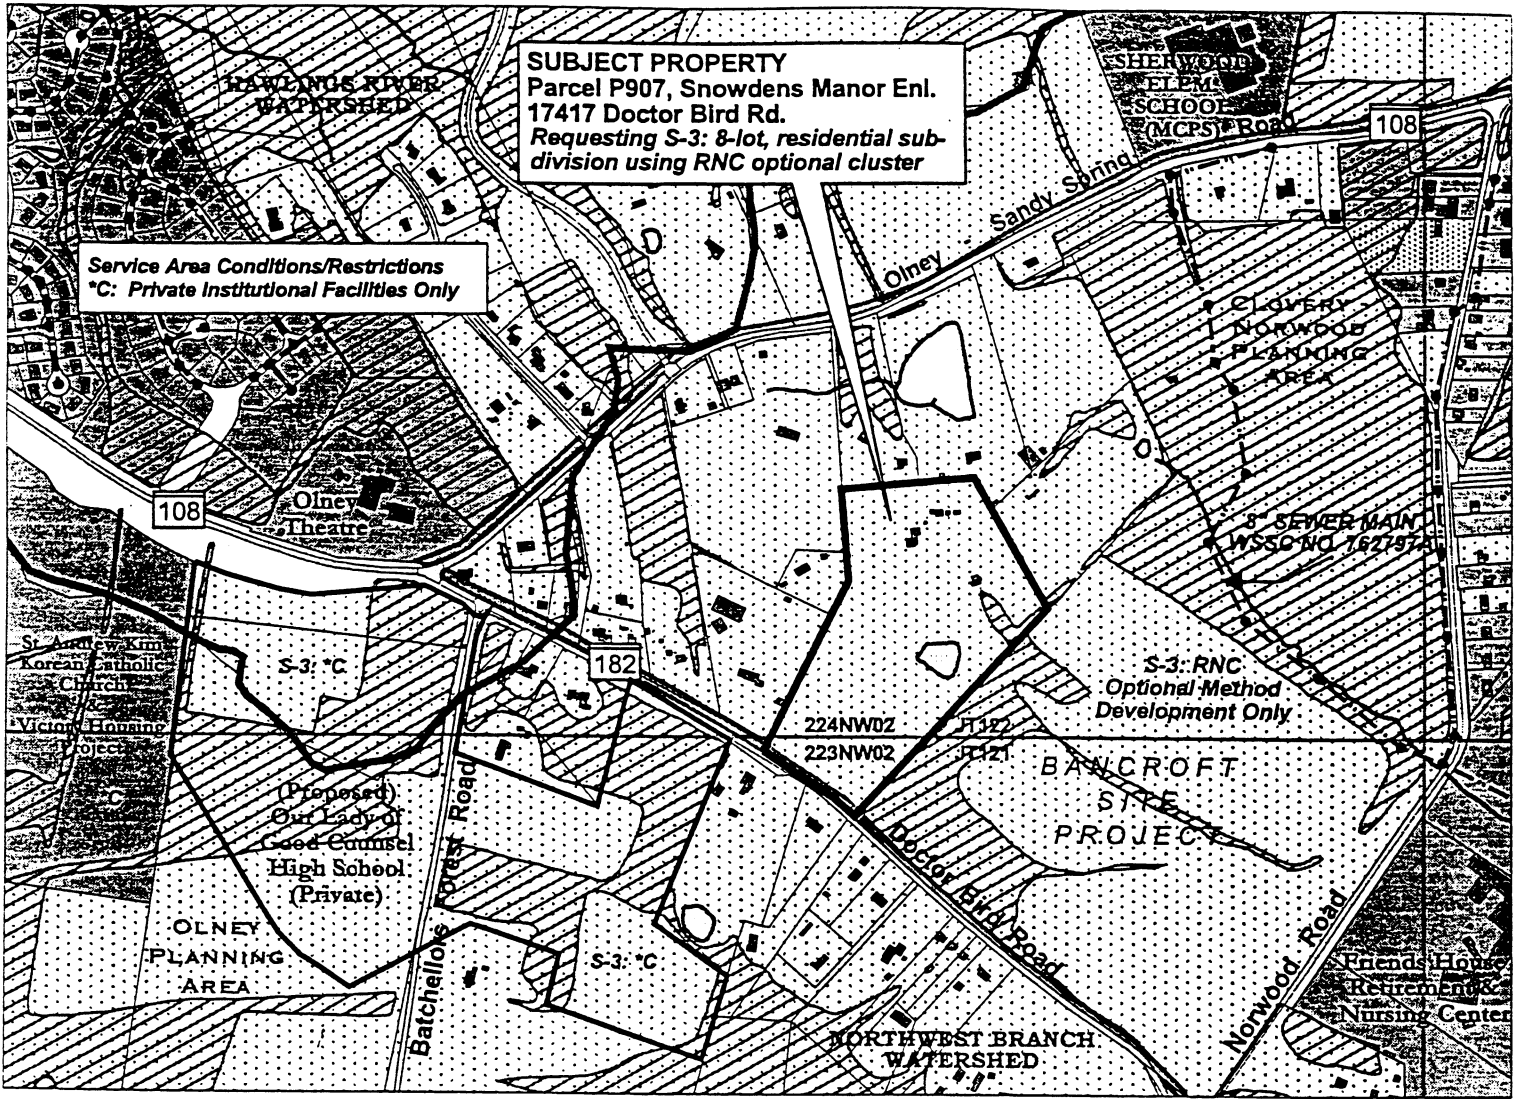 HAWLINGS RIVER
WATERSHED
SUBJECT PROPERTY
Parcel P907, Snowdens Manor Enl.
17417 Doctor Bird Rd.
Requesting S-3: 8-lot, residential sub-
division using RNC optional cluster
SHERWOOD
ELEM.
SCHOOL
(MCPS)
108
Olney Sandy Spring Road
Service Area Conditions/Restrictions
*C: Private Institutional Facilities Only
CLOVERLY -
NORWOOD
PLANNING
AREA
108
Olney
Theatre
8" SEWER MAIN
WSSC NO. 762797A
St. Andrew Kim
Korean Catholic
Church
&
Victory Housing
Project
S-3: *C
182
S-3: RNC
Optional Method
Development Only
224NW02
JT122
223NW02
JT121
BANCROFT
SITE
PROJECT
(Proposed)
Our Lady of
Good Counsel
High School
(Private)
Batchellors Forest Road
Doctor Bird Road
Norwood Road
OLNEY
PLANNING
AREA
S-3: *C
Friends House
Retirement &
Nursing Center
NORTHWEST BRANCH
WATERSHED